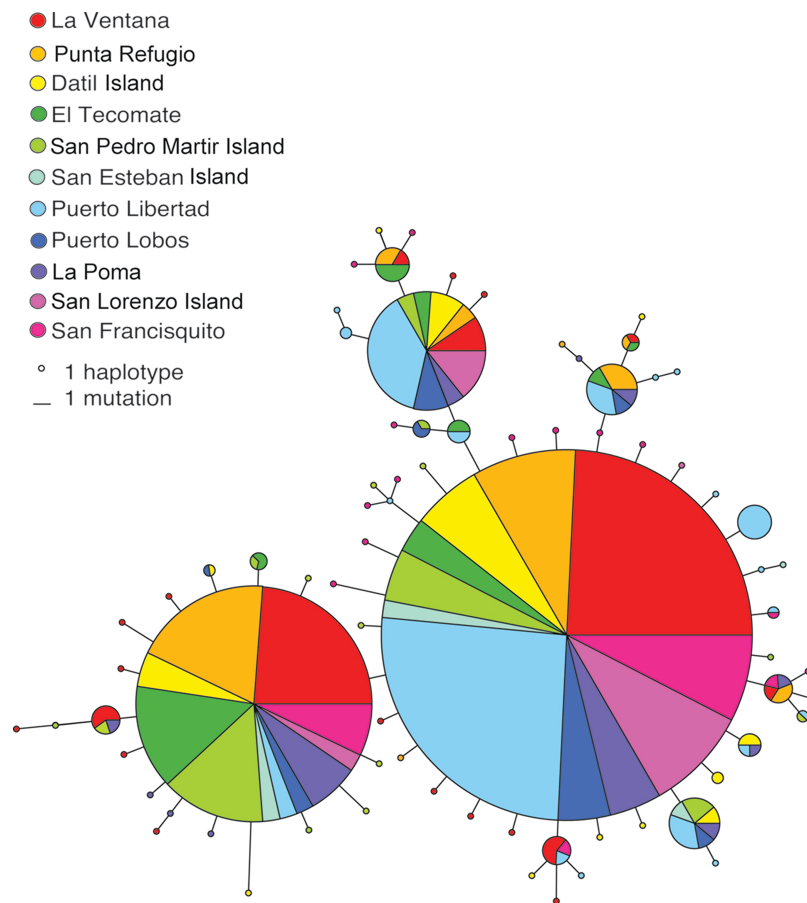 La Ventana
Punta Refugio
Datil Island
El Tecomate
San Pedro Martir Island
San Esteban Island
Puerto Libertad
Puerto Lobos
La Poma
San Lorenzo Island
San Francisquito
1 haplotype
1 mutation